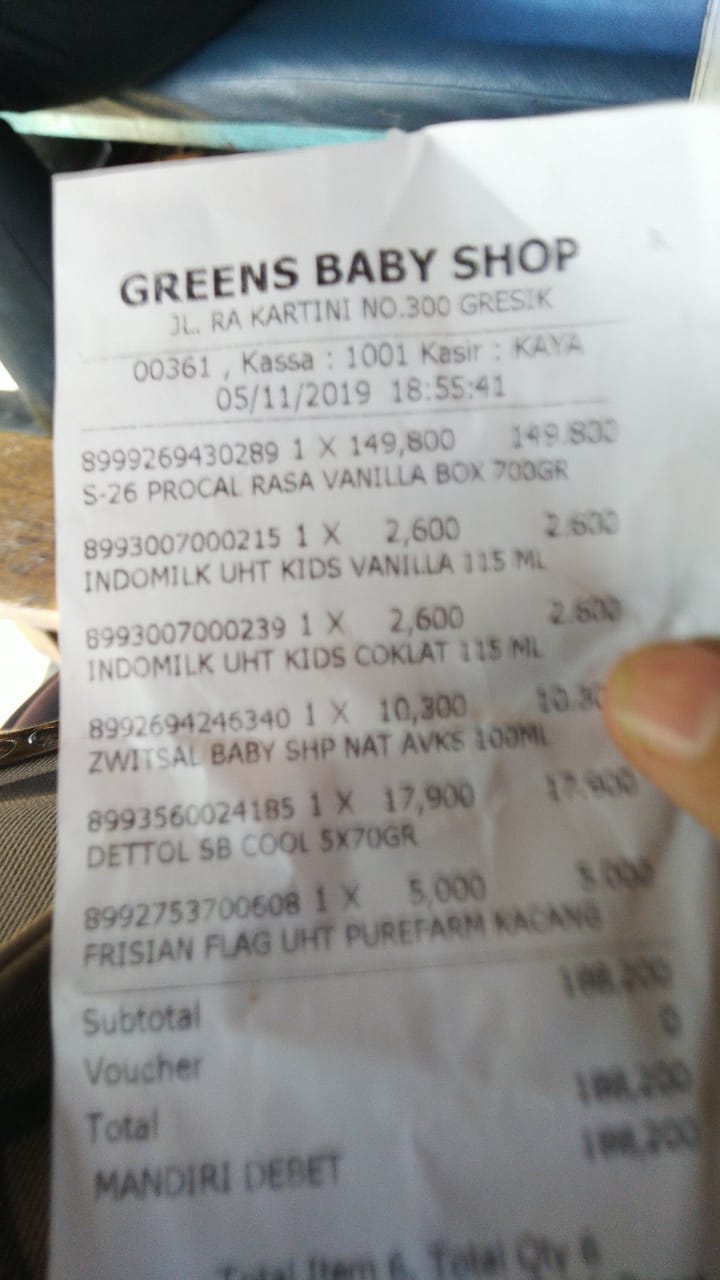 GREENS BABY SHOP
JL. RA KARTINI NO.300 GRESIK
00361 , Kassa : 1001 Kasir : KAYA
05/11/2019 18:55:41
8999269430289 1 X 149,800 149.800
S-26 PROCAL RASA VANILLA BOX 700GR
8993007000215 1 X 2,600 2.600
INDOMILK UHT KIDS VANILLA 115 ML
8993007000239 1 X 2,600 2.600
INDOMILK UHT KIDS COKLAT 115 ML
8992694246340 1 X 10,300
ZWITSAL BABY SHP NAT AVKS 100ML
8993560024185 1 X 17,900 17.900
DETTOL SB COOL 5X70GR
8992753700608 1 X 5,000 5.000
FRISIAN FLAG UHT PUREFARM KACANG
Subtotal 188,200
Voucher 0
Total 188,200
MANDIRI DEBET 188,200
Total Item 6, Total Qty 6